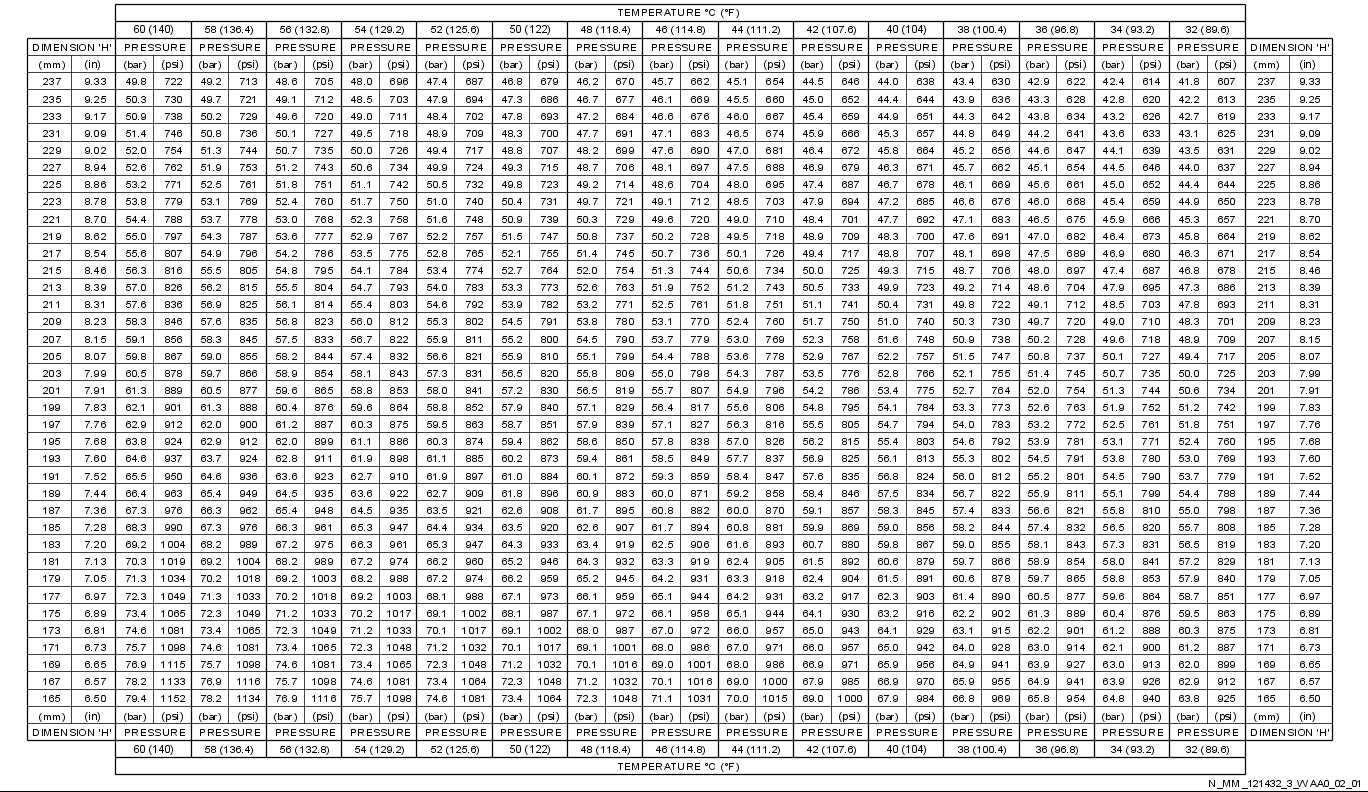 TEMPERATURE °C (°F)
60 (140) 58 (136.4) 56 (132.8) 54 (129.2) 52 (125.6) 50 (122) 48 (118.4) 46 (114.8) 44 (111.2) 42 (107.6) 40 (104) 38 (100.4) 36 (96.8) 34 (93.2) 32 (89.6)
DIMENSION 'H' PRESSURE PRESSURE PRESSURE PRESSURE PRESSURE PRESSURE PRESSURE PRESSURE PRESSURE PRESSURE PRESSURE PRESSURE PRESSURE PRESSURE PRESSURE DIMENSION 'H'
(mm) (in) (bar) (psi) (bar) (psi) (bar) (psi) (bar) (psi) (bar) (psi) (bar) (psi) (bar) (psi) (bar) (psi) (bar) (psi) (bar) (psi) (bar) (psi) (bar) (psi) (bar) (psi) (bar) (psi) (bar) (psi) (mm) (in)
237 9.33 49.8 722 49.2 713 48.6 705 48.0 696 47.4 687 46.8 679 46.2 670 45.7 662 45.1 654 44.5 646 44.0 638 43.4 630 42.9 622 42.4 614 41.8 607 237 9.33
235 9.25 50.3 730 49.7 721 49.1 712 48.5 703 47.9 694 47.3 686 46.7 677 46.1 669 45.5 660 45.0 652 44.4 644 43.9 636 43.3 628 42.8 620 42.2 613 235 9.25
233 9.17 50.9 738 50.2 729 49.6 720 49.0 711 48.4 702 47.8 693 47.2 684 46.6 676 46.0 667 45.4 659 44.9 651 44.3 642 43.8 634 43.2 626 42.7 619 233 9.17
231 9.09 51.4 746 50.8 736 50.1 727 49.5 718 48.9 709 48.3 700 47.7 691 47.1 683 46.5 674 45.9 666 45.3 657 44.8 649 44.2 641 43.6 633 43.1 625 231 9.09
229 9.02 52.0 754 51.3 744 50.7 735 50.0 726 49.4 717 48.8 707 48.2 699 47.6 690 47.0 681 46.4 672 45.8 664 45.2 656 44.6 647 44.1 639 43.5 631 229 9.02
227 8.94 52.6 762 51.9 753 51.2 743 50.6 734 49.9 724 49.3 715 48.7 706 48.1 697 47.5 688 46.9 679 46.3 671 45.7 662 45.1 654 44.5 646 44.0 637 227 8.94
225 8.86 53.2 771 52.5 761 51.8 751 51.1 742 50.5 732 49.8 723 49.2 714 48.6 704 48.0 695 47.4 687 46.7 678 46.1 669 45.6 661 45.0 652 44.4 644 225 8.86
223 8.78 53.8 779 53.1 769 52.4 760 51.7 750 51.0 740 50.4 731 49.7 721 49.1 712 48.5 703 47.9 694 47.2 685 46.6 676 46.0 668 45.4 659 44.9 650 223 8.78
221 8.70 54.4 788 53.7 778 53.0 768 52.3 758 51.6 748 50.9 739 50.3 729 49.6 720 49.0 710 48.4 701 47.7 692 47.1 683 46.5 675 45.9 666 45.3 657 221 8.70
219 8.62 55.0 797 54.3 787 53.6 777 52.9 767 52.2 757 51.5 747 50.8 737 50.2 728 49.5 718 48.9 709 48.3 700 47.6 691 47.0 682 46.4 673 45.8 664 219 8.62
217 8.54 55.6 807 54.9 796 54.2 786 53.5 775 52.8 765 52.1 755 51.4 745 50.7 736 50.1 726 49.4 717 48.8 707 48.1 698 47.5 689 46.9 680 46.3 671 217 8.54
215 8.46 56.3 816 55.5 805 54.8 795 54.1 784 53.4 774 52.7 764 52.0 754 51.3 744 50.6 734 50.0 725 49.3 715 48.7 706 48.0 697 47.4 687 46.8 678 215 8.46
213 8.39 57.0 826 56.2 815 55.5 804 54.7 793 54.0 783 53.3 773 52.6 763 51.9 752 51.2 743 50.5 733 49.9 723 49.2 714 48.6 704 47.9 695 47.3 686 213 8.39
211 8.31 57.6 836 56.9 825 56.1 814 55.4 803 54.6 792 53.9 782 53.2 771 52.5 761 51.8 751 51.1 741 50.4 731 49.8 722 49.1 712 48.5 703 47.8 693 211 8.31
209 8.23 58.3 846 57.6 835 56.8 823 56.0 812 55.3 802 54.5 791 53.8 780 53.1 770 52.4 760 51.7 750 51.0 740 50.3 730 49.7 720 49.0 710 48.3 701 209 8.23
207 8.15 59.1 856 58.3 845 57.5 833 56.7 822 55.9 811 55.2 800 54.5 790 53.7 779 53.0 769 52.3 758 51.6 748 50.9 738 50.2 728 49.6 718 48.9 709 207 8.15
205 8.07 59.8 867 59.0 855 58.2 844 57.4 832 56.6 821 55.9 810 55.1 799 54.4 788 53.6 778 52.9 767 52.2 757 51.5 747 50.8 737 50.1 727 49.4 717 205 8.07
203 7.99 60.5 878 59.7 866 58.9 854 58.1 843 57.3 831 56.5 820 55.8 809 55.0 798 54.3 787 53.5 776 52.8 766 52.1 755 51.4 745 50.7 735 50.0 725 203 7.99
201 7.91 61.3 889 60.5 877 59.6 865 58.8 853 58.0 841 57.2 830 56.5 819 55.7 807 54.9 796 54.2 786 53.4 775 52.7 764 52.0 754 51.3 744 50.6 734 201 7.91
199 7.83 62.1 901 61.3 888 60.4 876 59.6 864 58.8 852 57.9 840 57.1 829 56.4 817 55.6 806 54.8 795 54.1 784 53.3 773 52.6 763 51.9 752 51.2 742 199 7.83
197 7.76 62.9 912 62.0 900 61.2 887 60.3 875 59.5 863 58.7 851 57.9 839 57.1 827 56.3 816 55.5 805 54.7 794 54.0 783 53.2 772 52.5 761 51.8 751 197 7.76
195 7.68 63.8 924 62.9 912 62.0 899 61.1 886 60.3 874 59.4 862 58.6 850 57.8 838 57.0 826 56.2 815 55.4 803 54.6 792 53.9 781 53.1 771 52.4 760 195 7.68
193 7.60 64.6 937 63.7 924 62.8 911 61.9 898 61.1 885 60.2 873 59.4 861 58.5 849 57.7 837 56.9 825 56.1 813 55.3 802 54.5 791 53.8 780 53.0 769 193 7.60
191 7.52 65.5 950 64.6 936 63.6 923 62.7 910 61.9 897 61.0 884 60.1 872 59.3 859 58.4 847 57.6 835 56.8 824 56.0 812 55.2 801 54.5 790 53.7 779 191 7.52
189 7.44 66.4 963 65.4 949 64.5 935 63.6 922 62.7 909 61.8 896 60.9 883 60.0 871 59.2 858 58.4 846 57.5 834 56.7 822 55.9 811 55.1 799 54.4 788 189 7.44
187 7.36 67.3 976 66.3 962 65.4 948 64.5 935 63.5 921 62.6 908 61.7 895 60.8 882 60.0 870 59.1 857 58.3 845 57.4 833 56.6 821 55.8 810 55.0 798 187 7.36
185 7.28 68.3 990 67.3 976 66.3 961 65.3 947 64.4 934 63.5 920 62.6 907 61.7 894 60.8 881 59.9 869 59.0 856 58.2 844 57.4 832 56.5 820 55.7 808 185 7.28
183 7.20 69.2 1004 68.2 989 67.2 975 66.3 961 65.3 947 64.3 933 63.4 919 62.5 906 61.6 893 60.7 880 59.8 867 59.0 855 58.1 843 57.3 831 56.5 819 183 7.20
181 7.13 70.3 1019 69.2 1004 68.2 989 67.2 974 66.2 960 65.2 946 64.3 932 63.3 919 62.4 905 61.5 892 60.6 879 59.7 866 58.9 854 58.0 841 57.2 829 181 7.13
179 7.05 71.3 1034 70.2 1018 69.2 1003 68.2 988 67.2 974 66.2 959 65.2 945 64.2 931 63.3 918 62.4 904 61.5 891 60.6 878 59.7 865 58.8 853 57.9 840 179 7.05
177 6.97 72.3 1049 71.3 1033 70.2 1018 69.2 1003 68.1 988 67.1 973 66.1 959 65.1 944 64.2 931 63.2 917 62.3 903 61.4 890 60.5 877 59.6 864 58.7 851 177 6.97
175 6.89 73.4 1065 72.3 1049 71.2 1033 70.2 1017 69.1 1002 68.1 987 67.1 972 66.1 958 65.1 944 64.1 930 63.2 916 62.2 902 61.3 889 60.4 876 59.5 863 175 6.89
173 6.81 74.6 1081 73.4 1065 72.3 1049 71.2 1033 70.1 1017 69.1 1002 68.0 987 67.0 972 66.0 957 65.0 943 64.1 929 63.1 915 62.2 901 61.2 888 60.3 875 173 6.81
171 6.73 75.7 1098 74.6 1081 73.4 1065 72.3 1048 71.2 1032 70.1 1017 69.1 1001 68.0 986 67.0 971 66.0 957 65.0 942 64.0 928 63.0 914 62.1 900 61.2 887 171 6.73
169 6.65 76.9 1115 75.7 1098 74.6 1081 73.4 1065 72.3 1048 71.2 1032 70.1 1016 69.0 1001 68.0 986 66.9 971 65.9 956 64.9 941 63.9 927 63.0 913 62.0 899 169 6.65
167 6.57 78.2 1133 76.9 1116 75.7 1098 74.6 1081 73.4 1064 72.3 1048 71.2 1032 70.1 1016 69.0 1000 67.9 985 66.9 970 65.9 955 64.9 941 63.9 926 62.9 912 167 6.57
165 6.50 79.4 1152 78.2 1134 76.9 1116 75.7 1098 74.6 1081 73.4 1064 72.3 1048 71.1 1031 70.0 1015 69.0 1000 67.9 984 66.8 969 65.8 954 64.8 940 63.8 925 165 6.50
(mm) (in) (bar) (psi) (bar) (psi) (bar) (psi) (bar) (psi) (bar) (psi) (bar) (psi) (bar) (psi) (bar) (psi) (bar) (psi) (bar) (psi) (bar) (psi) (bar) (psi) (bar) (psi) (bar) (psi) (bar) (psi) (mm) (in)
DIMENSION 'H' PRESSURE PRESSURE PRESSURE PRESSURE PRESSURE PRESSURE PRESSURE PRESSURE PRESSURE PRESSURE PRESSURE PRESSURE PRESSURE PRESSURE PRESSURE DIMENSION 'H'
60 (140) 58 (136.4) 56 (132.8) 54 (129.2) 52 (125.6) 50 (122) 48 (118.4) 46 (114.8) 44 (111.2) 42 (107.6) 40 (104) 38 (100.4) 36 (96.8) 34 (93.2) 32 (89.6)
TEMPERATURE °C (°F)
N_MM_121432_3_WAA0_02_01